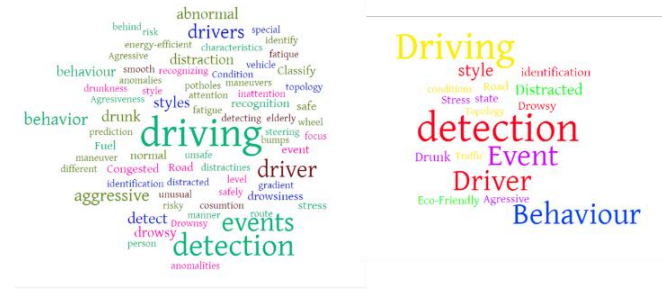 abnormal
behind risk drivers special
energy-efficient characteristics identify
Agressive distraction vehicle fatique
behaviour smooth recognizing Condition Classify
anomalies potholes maneuvers topology
drunkness style attention inattention
Agresiveness styles recognition safe
behavior drunk fatigue detecting elderly wheel
prediction driving steering focus
Fuel bumps
maneuver normal unsafe event
different Congested Road distractines driver
identification distracted level gradient
aggressive unusual safely drowsiness
risky cosumtion stress
detect manner route
Drownsy events
drowsy
person detection
anomalities
Driving
style identification
conditions Road Distracted
Stress state Drowsy
Topology
detection
Drunk Traffic Event
Driver
Eco-Friendly Agressive
Behaviour